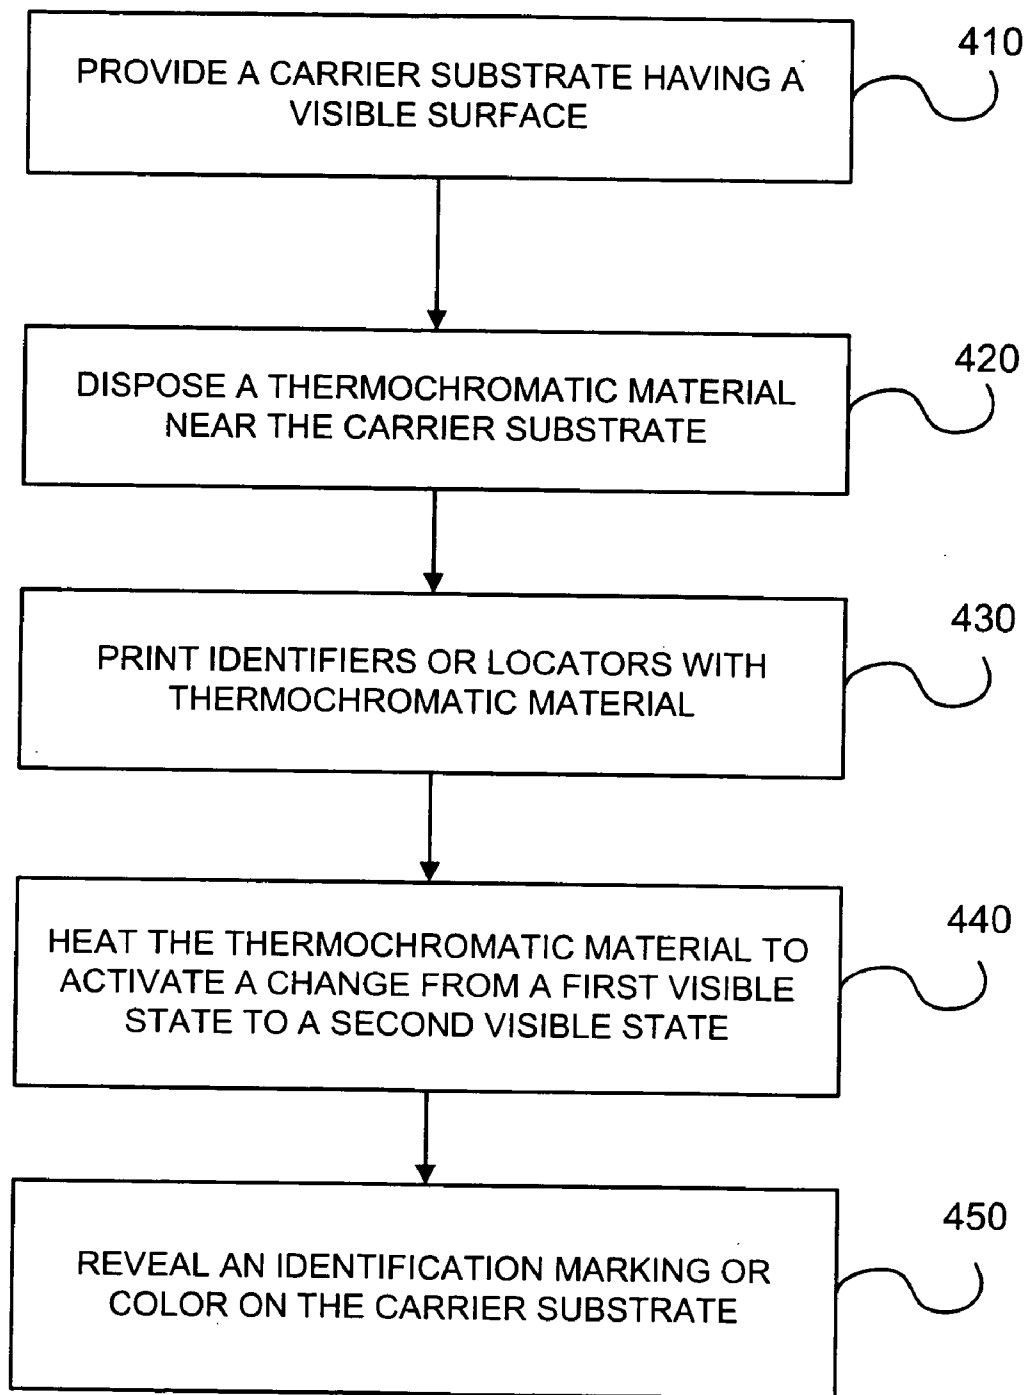 410
PROVIDE A CARRIER SUBSTRATE HAVING A
VISIBLE SURFACE
420
DISPOSE A THERMOCHROMATIC MATERIAL
NEAR THE CARRIER SUBSTRATE
430
PRINT IDENTIFIERS OR LOCATORS WITH
THERMOCHROMATIC MATERIAL
440
HEAT THE THERMOCHROMATIC MATERIAL TO
ACTIVATE A CHANGE FROM A FIRST VISIBLE
STATE TO A SECOND VISIBLE STATE
450
REVEAL AN IDENTIFICATION MARKING OR
COLOR ON THE CARRIER SUBSTRATE